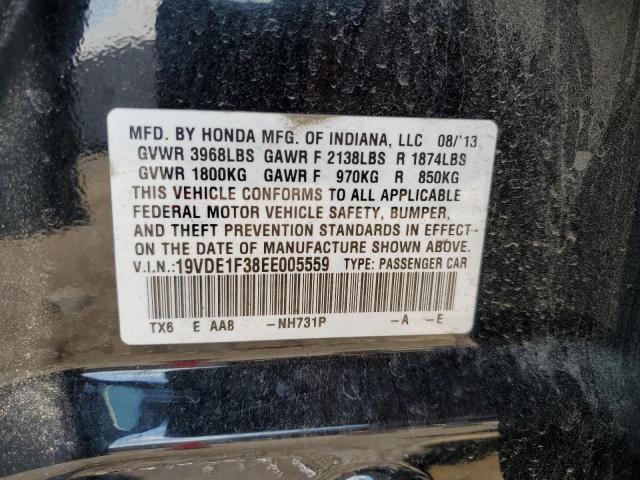 MFD. BY HONDA MFG. OF INDIANA, LLC 08/'13
GVWR 3968LBS GAWR F 2138LBS R 1874LBS
GVWR 1800KG GAWR F 970KG R 850KG
THIS VEHICLE CONFORMS TO ALL APPLICABLE
FEDERAL MOTOR VEHICLE SAFETY, BUMPER,
AND THEFT PREVENTION STANDARDS IN EFFECT
ON THE DATE OF MANUFACTURE SHOWN ABOVE.
V.I.N.:19VDE1F38EE005559 TYPE: PASSENGER CAR
TX6 E AA8 -NH731P -A -E